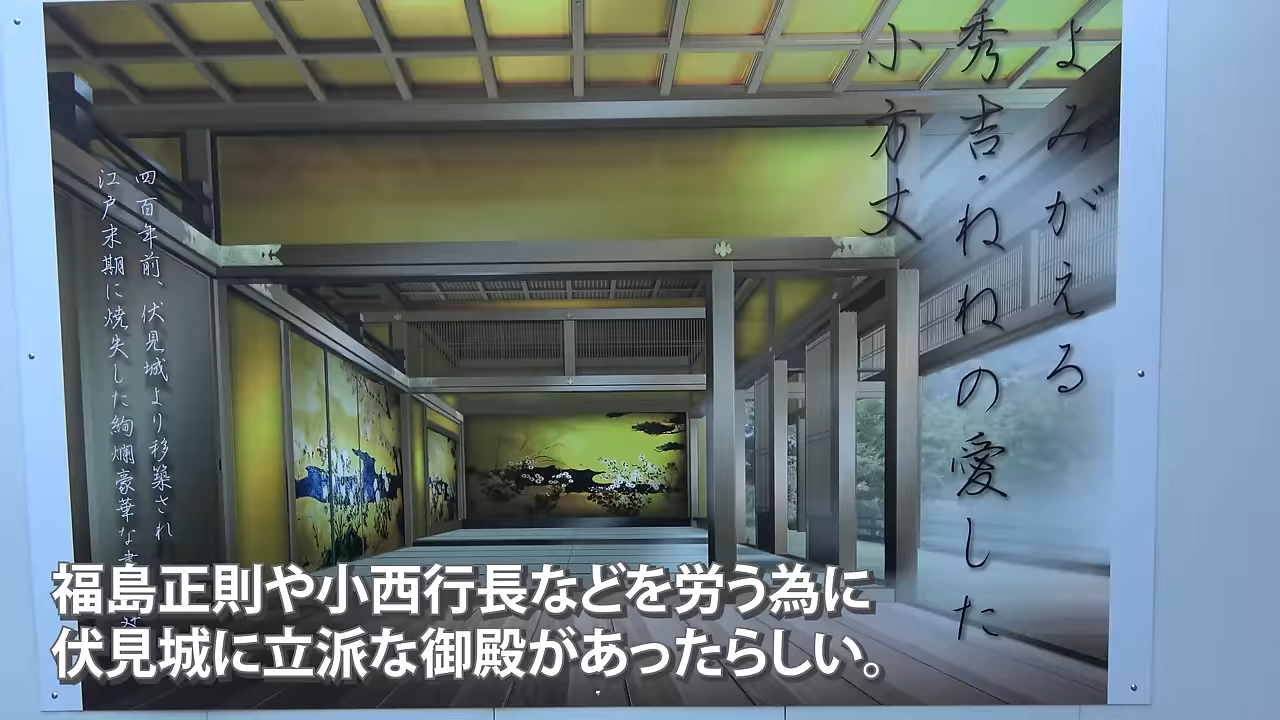 よみがえる
秀吉・ねねの愛した
小方丈
四百年前、伏見城より移築され
江戸末期に焼失した絢爛豪華な
福島正則や小西行長などを労う為に
伏見城に立派な御殿があったらしい。